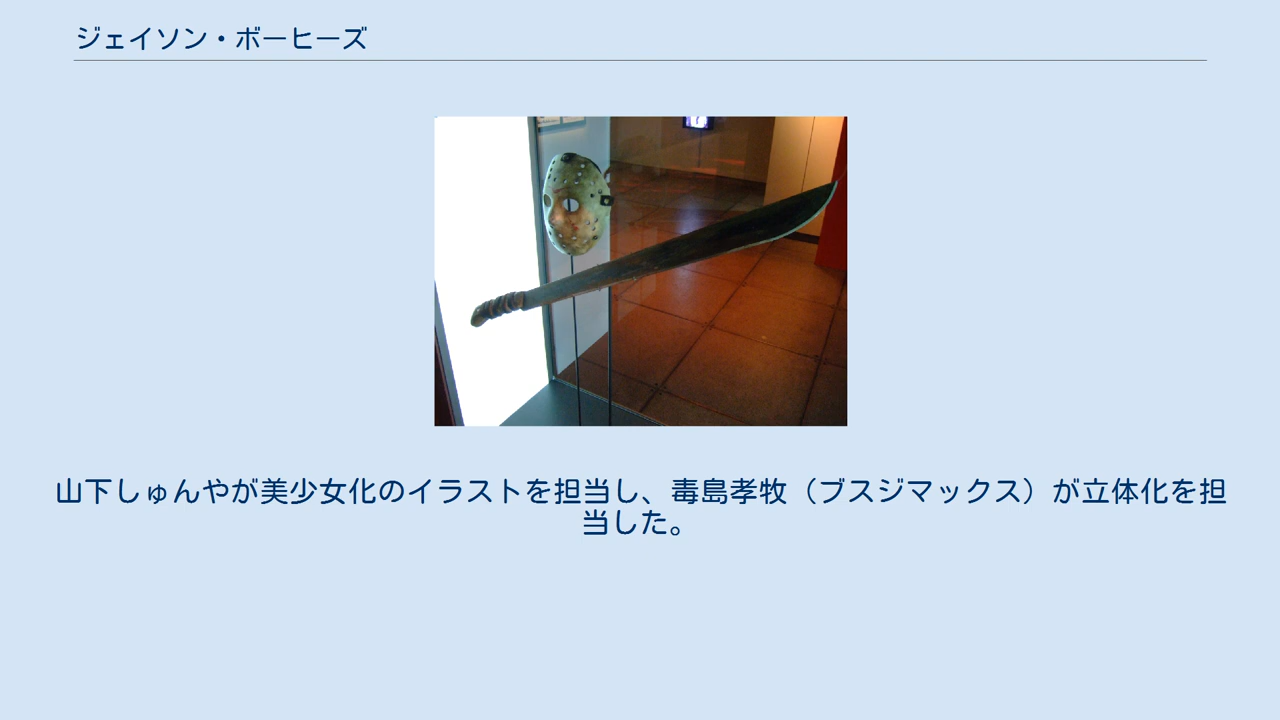 ジェイソン・ボーヒーズ
山下しゅんやが美少女化のイラストを担当し、毒島孝牧（ブスジマックス）が立体化を担
当した。